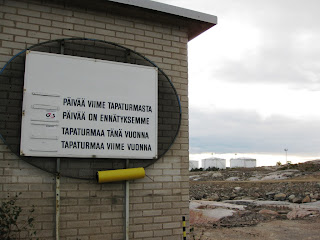 PÄIVÄÄ VIIME TAPATURMASTA
PÄIVÄÄ ON ENNÄTYKSEMME
TAPATURMAA TÄNÄ VUONNA
TAPATURMAA VIIME VUONNA